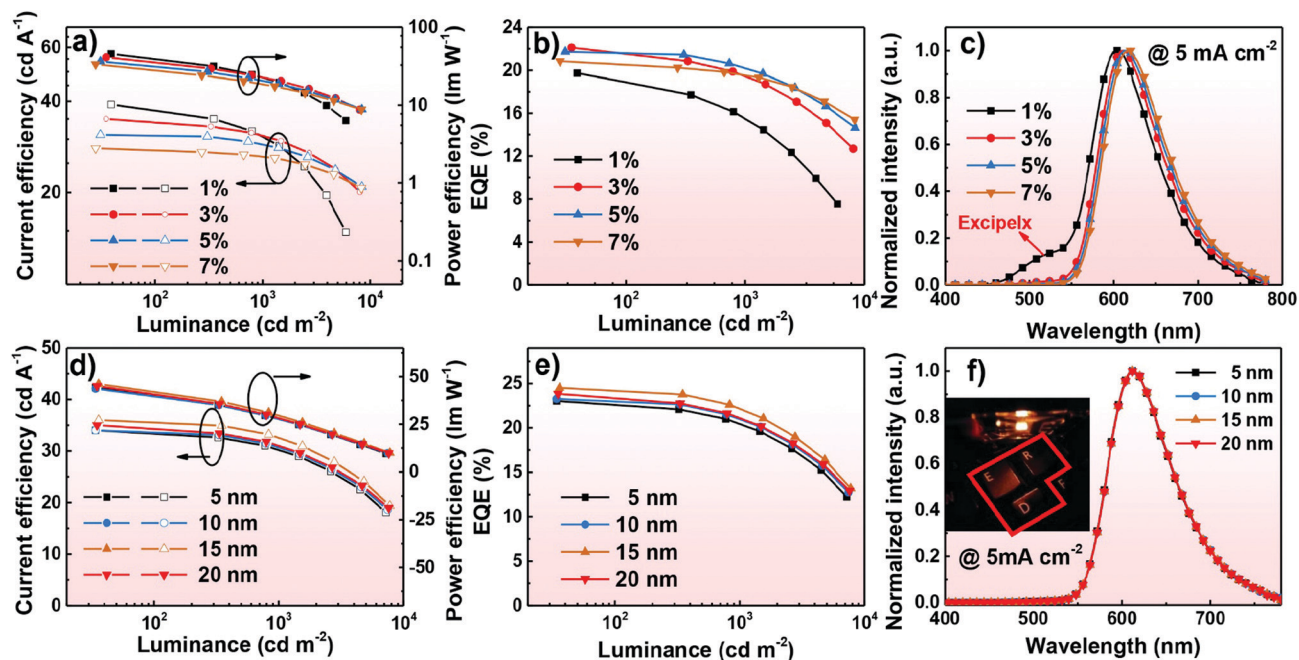 a)
Current efficiency (cd A⁻¹)
60
40
20
100
10
1
0.1
Power efficiency (lm W⁻¹)
1%
3%
5%
7%
10²
10³
10⁴
Luminance (cd m⁻²)
b)
EQE (%)
24
20
16
12
8
4
0
1%
3%
5%
7%
10²
10³
10⁴
Luminance (cd m⁻²)
c)
@ 5 mA cm⁻²
Normalized intensity (a.u.)
1.0
0.8
0.6
0.4
0.2
0.0
1%
3%
5%
7%
Excipelx
400
500
600
700
800
Wavelength (nm)
d)
Current efficiency (cd A⁻¹)
50
40
30
20
10
0
50
25
0
-25
-50
Power efficiency (lm W⁻¹)
5 nm
10 nm
15 nm
20 nm
10²
10³
10⁴
Luminance (cd m⁻²)
e)
EQE (%)
25
20
15
10
5
0
5 nm
10 nm
15 nm
20 nm
10²
10³
10⁴
Luminance (cd m⁻²)
f)
Normalized intensity (a.u.)
1.0
0.8
0.6
0.4
0.2
0.0
5 nm
10 nm
15 nm
20 nm
E
R
D
F
@ 5mA cm⁻²
400
500
600
700
Wavelength (nm)